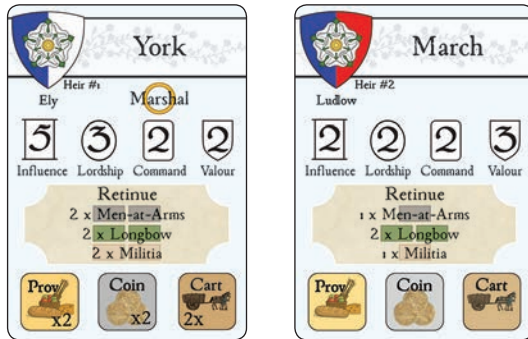 York
Heir #1
Ely
Marshal
5 3 2 2
Influence Lordship Command Valour
Retinue
2 x Men-at-Arms
2 x Longbow
2 x Militia
Prov Coin Cart
x2 x2 2x
March
Heir #2
Ludlow
2 2 2 3
Influence Lordship Command Valour
Retinue
1 x Men-at-Arms
2 x Longbow
1 x Militia
Prov Coin Cart